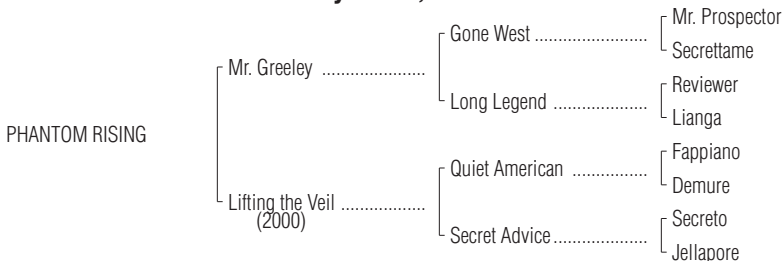 Mr. Prospector
Gone West ........................
Secrettame
Mr. Greeley ......................
Reviewer
Long Legend ....................
Lianga
PHANTOM RISING
Fappiano
Quiet American ................
Demure
Lifting the Veil ..................
(2000)
Secreto
Secret Advice....................
Jellapore